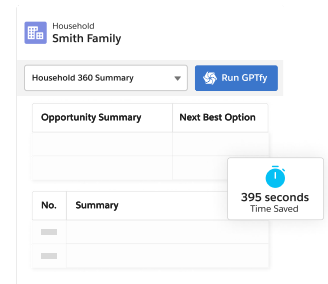 Household
Smith Family
Household 360 Summary
Run GPTfy
Opportunity Summary Next Best Option
395 seconds
Time Saved
No. Summary